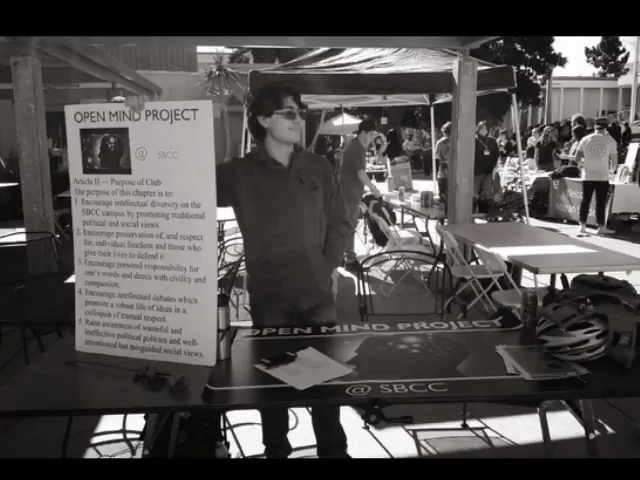 OPEN MIND PROJECT
@ SBCC
Article II — Purpose of Club
The purpose of this chapter is to:
1. Encourage intellectual diversity on the
SBCC campus by promoting traditional
political and social views.
2. Encourage preservation of, and respect
for, individual freedom and those who
give their lives to defend it
3. Encourage personal responsibility for
one's words and deeds with civility and
compassion.
4. Encourage intellectual debates which
promote a robust life of ideas in a
colloquia of mutual respect.
5. Raise awareness of wasteful and
ineffective political policies and well-
intentioned but misguided social views.
OPEN MIND PROJECT
@ SBCC